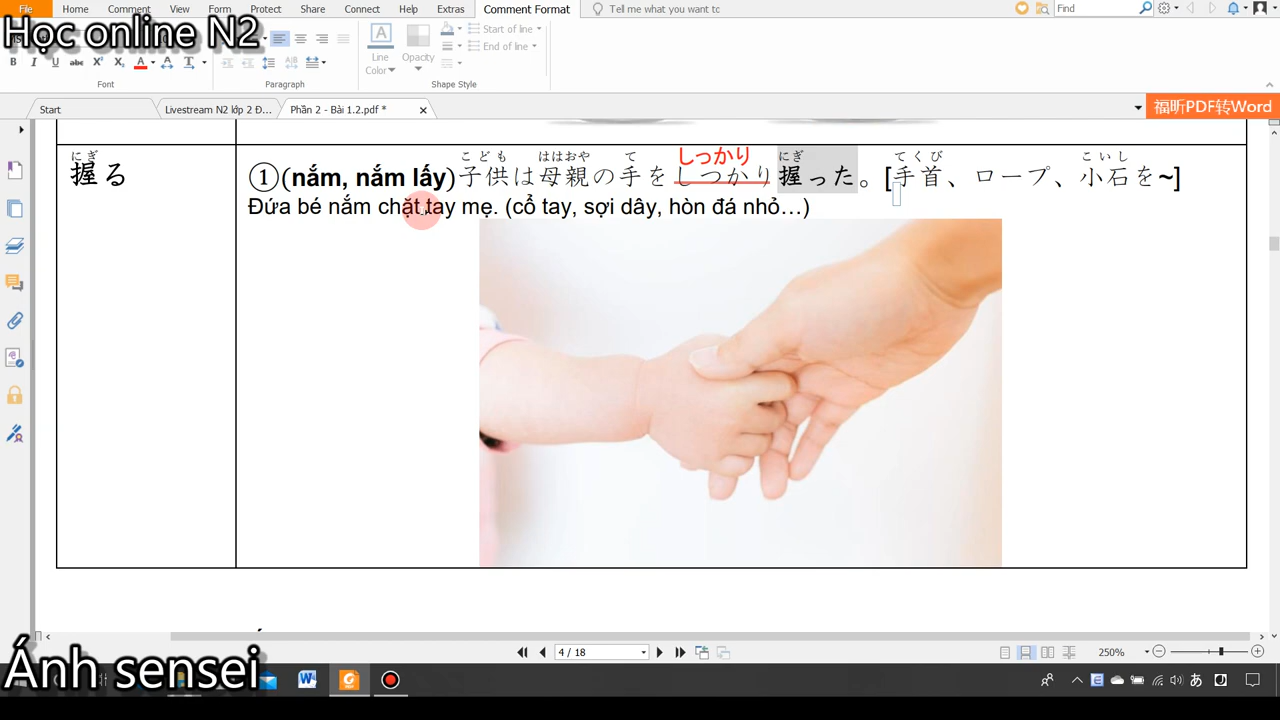 File Home Comment View Form Protect Share Connect Help Extras Comment Format Tell me what you want tc Find
Học online N2
Start of line
End of line
Line Color
Opacity
Font Paragraph Shape Style
Start Livestream N2 lớp 2 Đ... Phần 2 - Bài 1.2.pdf * 福昕PDF转Word
にぎ
握る
しっかり
こども ははおや て にぎ てくび こいし
①(nắm, nắm lấy)子供は母親の手をしつかり握った。[手首、ロープ、小石を~]
Đứa bé nắm chặt tay mẹ. (cổ tay, sợi dây, hòn đá nhỏ…)
4 / 18
250%
Ánh sensei